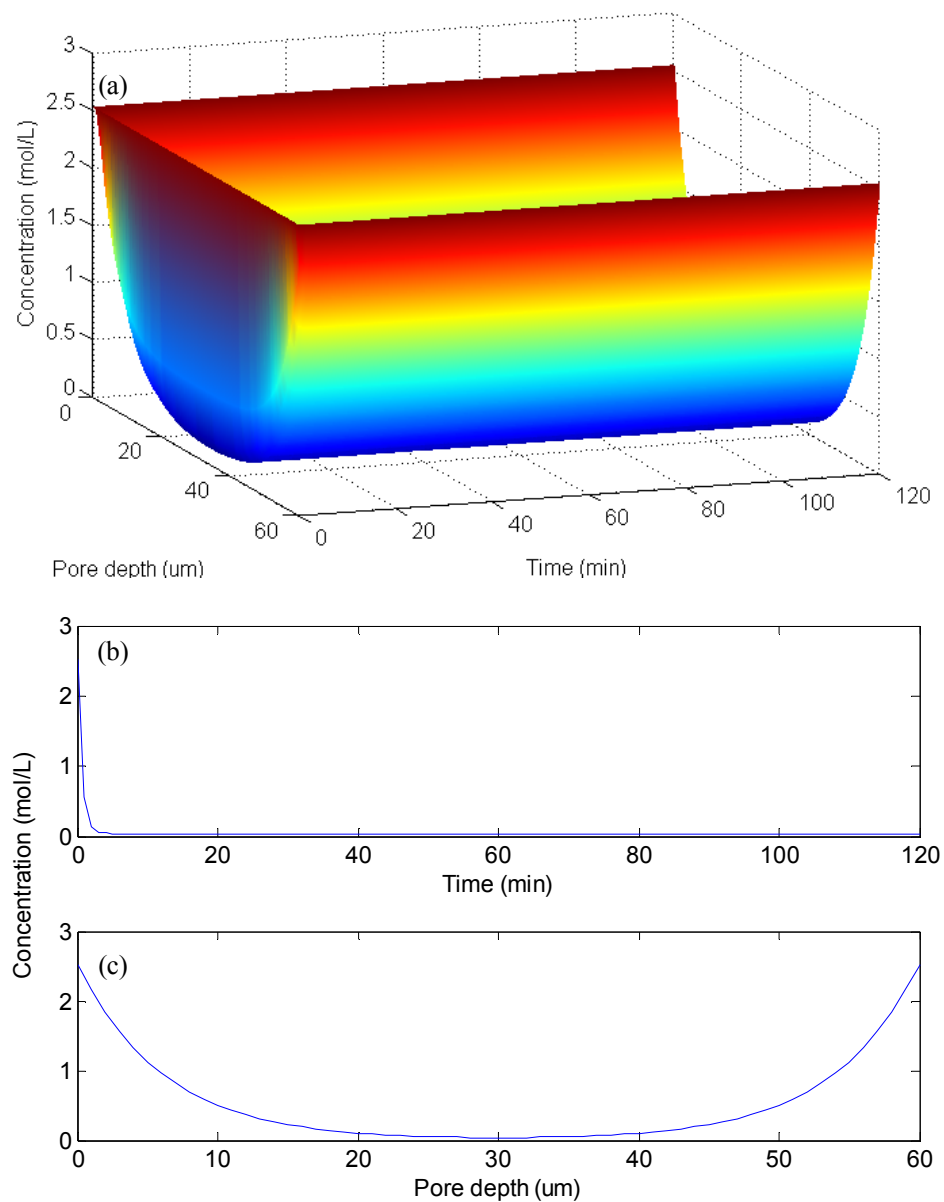 (a)
3
2.5
2
1.5
1
0.5
0
Concentration (mol/L)
0
20
40
60
Pore depth (um)
0
20
40
60
80
100
120
Time (min)
(b)
3
2
1
0
0 20 40 60 80 100 120
Time (min)
Concentration (mol/L)
(c)
3
2
1
0
0 10 20 30 40 50 60
Pore depth (um)